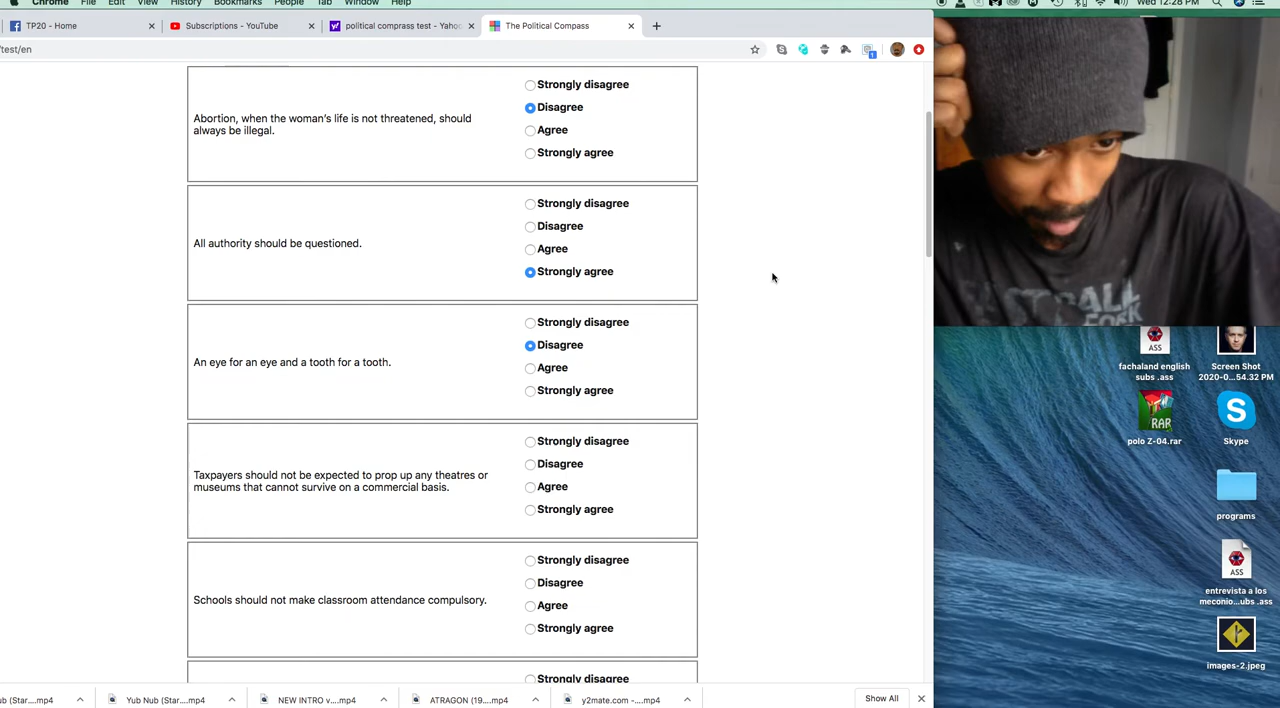 Chrome File Edit View History Bookmarks People Tab Window Help
Wed 12:28 PM
TP20 - Home
Subscriptions - YouTube
political compass test - Yahoo
The Political Compass
/test/en
1
Abortion, when the woman's life is not threatened, should
always be illegal.
Strongly disagree
Disagree
Agree
Strongly agree
All authority should be questioned.
Strongly disagree
Disagree
Agree
Strongly agree
An eye for an eye and a tooth for a tooth.
Strongly disagree
Disagree
Agree
Strongly agree
Taxpayers should not be expected to prop up any theatres or
museums that cannot survive on a commercial basis.
Strongly disagree
Disagree
Agree
Strongly agree
Schools should not make classroom attendance compulsory.
Strongly disagree
Disagree
Agree
Strongly agree
Strongly disagree
ASS
fachaland english
subs .ass
Screen Shot
2020-0...54.32 PM
RAR
polo Z-04.rar
S
Skype
programs
ASS
entrevista a los
meconio...ubs .ass
images-2.jpeg
ub (Star....mp4
Yub Nub (Star....mp4
NEW INTRO v....mp4
ATRAGON (19....mp4
y2mate.com -....mp4
Show All